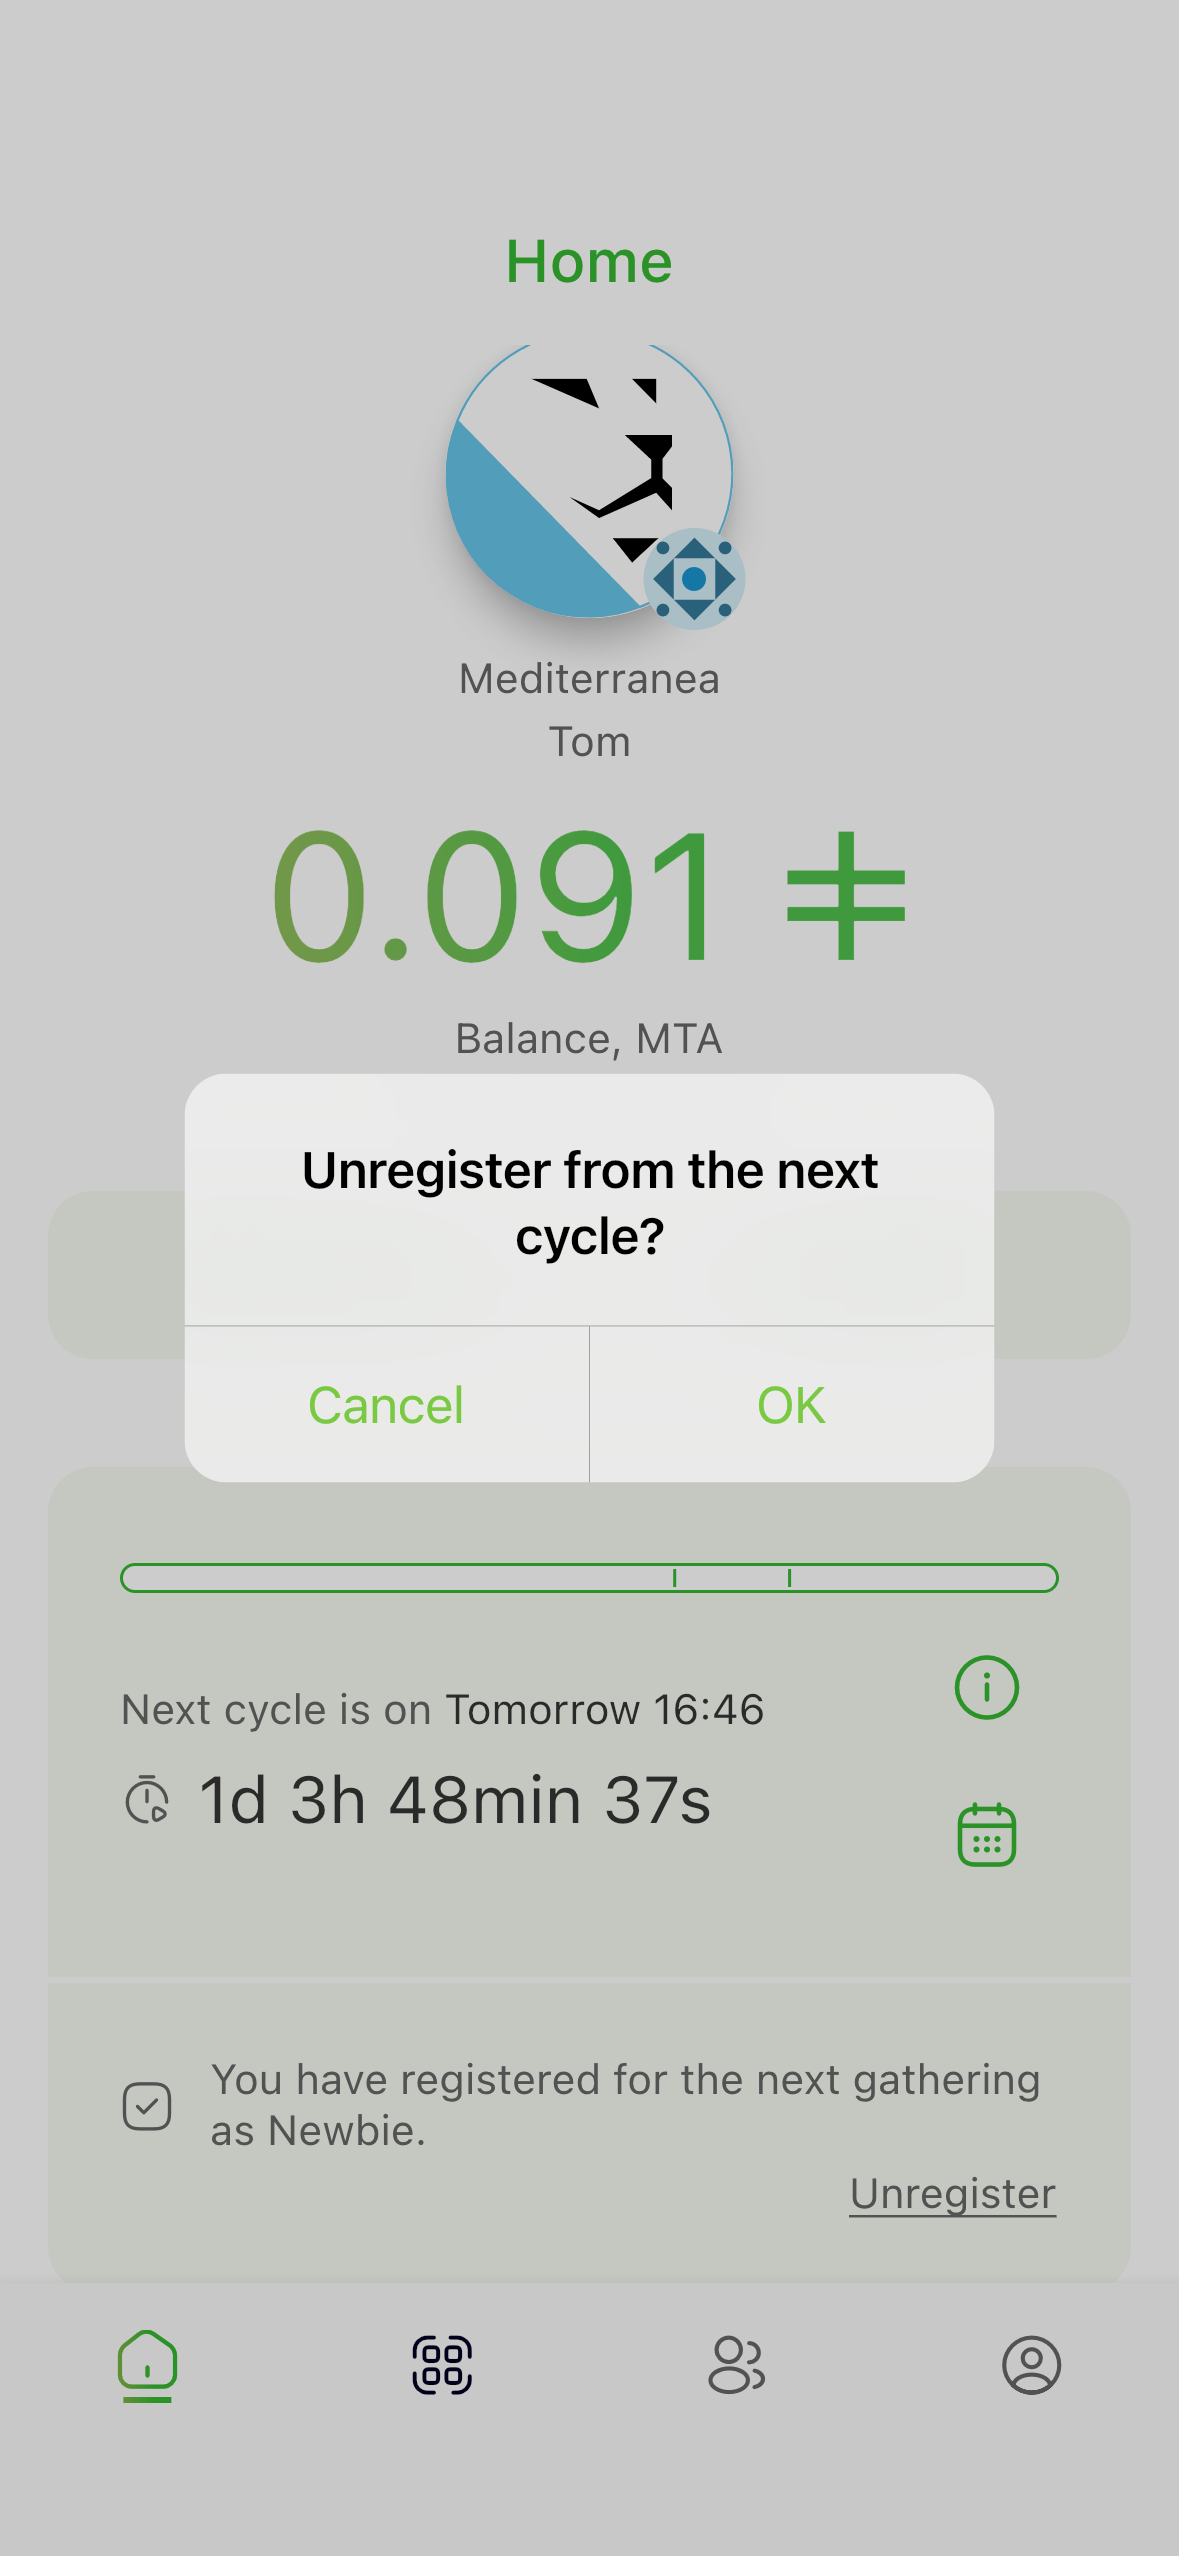 Home
Mediterranea
Tom
0.091 ⧧
Balance, MTA
Unregister from the next
cycle?
Cancel
OK
Next cycle is on Tomorrow 16:46
1d 3h 48min 37s
You have registered for the next gathering
as Newbie.
Unregister